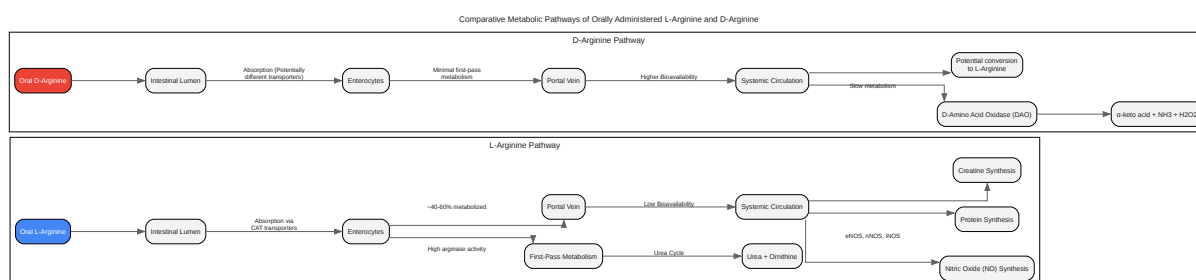 Comparative Metabolic Pathways of Orally Administered L-Arginine and D-Arginine
D-Arginine Pathway
Oral D-Arginine
Intestinal Lumen
Absorption (Potentially
different transporters)
Enterocytes
Minimal first-pass
metabolism
Portal Vein
Higher Bioavailability
Systemic Circulation
Potential conversion
to L-Arginine
Slow metabolism
D-Amino Acid Oxidase (DAO)
α-keto acid + NH3 + H2O2
L-Arginine Pathway
Oral L-Arginine
Intestinal Lumen
Absorption via
CAT transporters
Enterocytes
~40-60% metabolized
High arginase activity
Portal Vein
Low Bioavailability
First-Pass Metabolism
Urea Cycle
Urea + Ornithine
Systemic Circulation
Creatine Synthesis
Protein Synthesis
eNOS, nNOS, iNOS
Nitric Oxide (NO) Synthesis